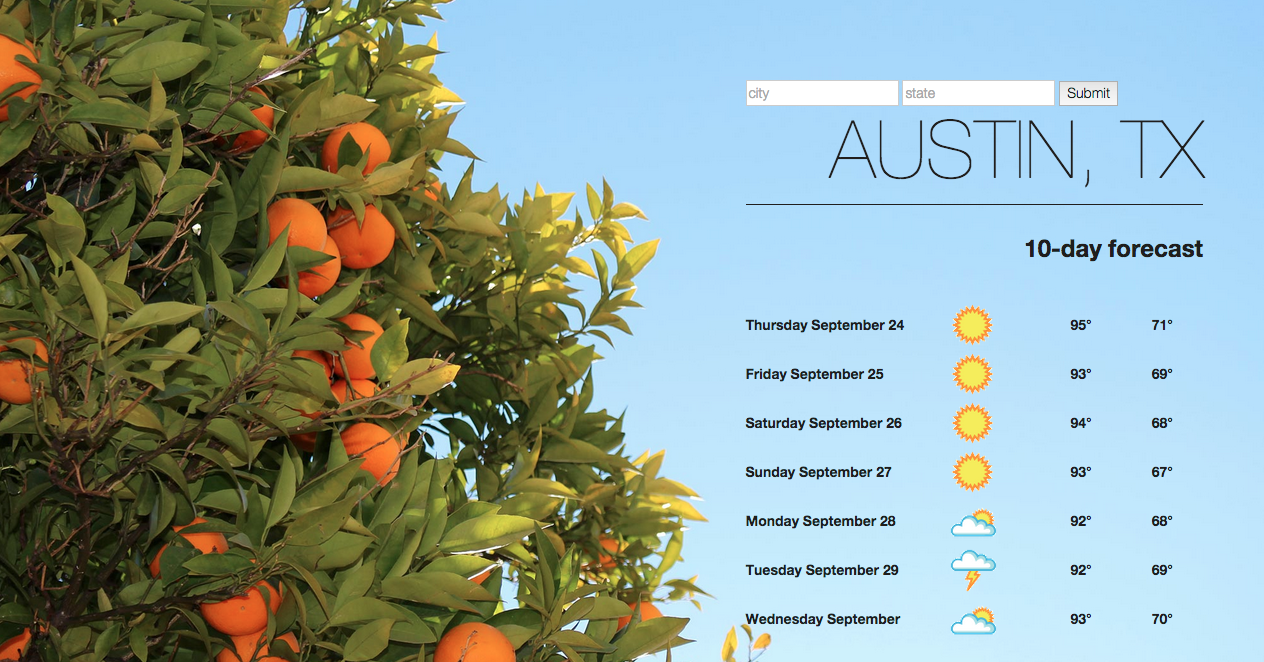 city state Submit
AUSTIN, TX
10-day forecast
Thursday September 24 95° 71°
Friday September 25 93° 69°
Saturday September 26 94° 68°
Sunday September 27 93° 67°
Monday September 28 92° 68°
Tuesday September 29 92° 69°
Wednesday September 93° 70°